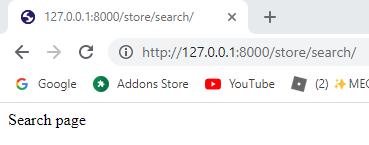 127.0.0.1:8000/store/search/
http://127.0.0.1:8000/store/search/
Google Addons Store YouTube (2) ✨MEG
Search page